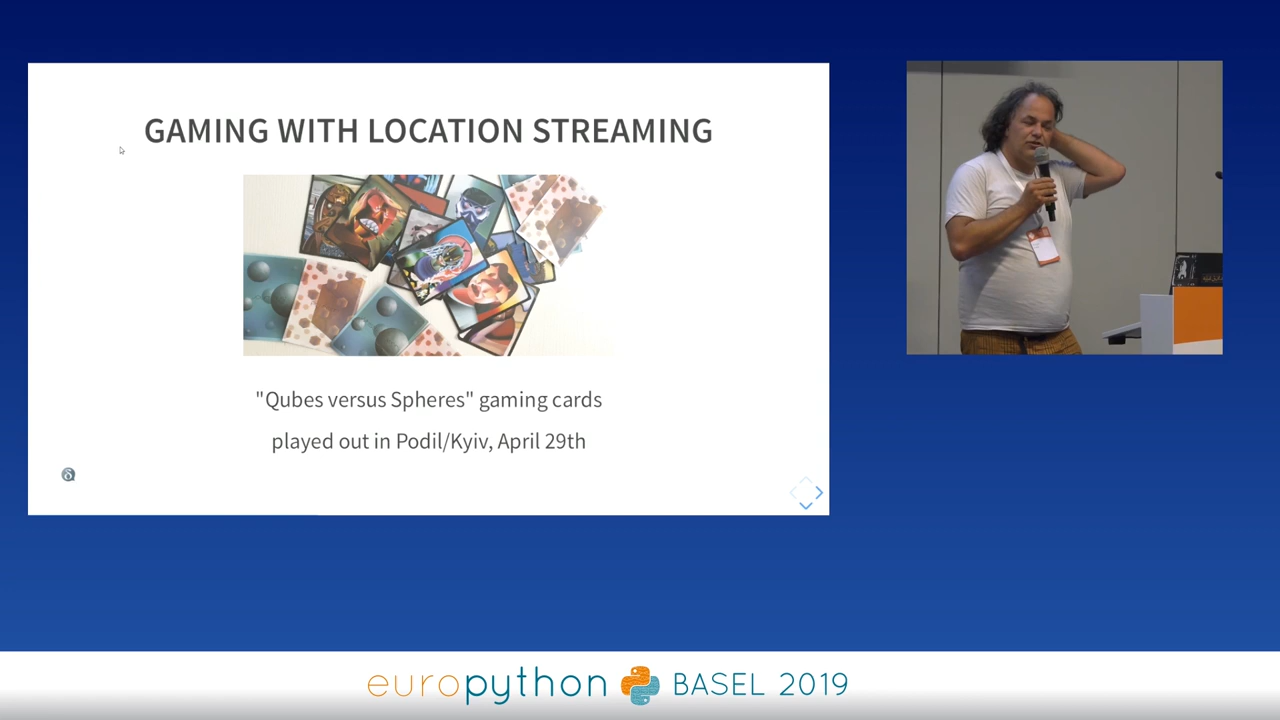 GAMING WITH LOCATION STREAMING
"Qubes versus Spheres" gaming cards
played out in Podil/Kyiv, April 29th
europython BASEL 2019